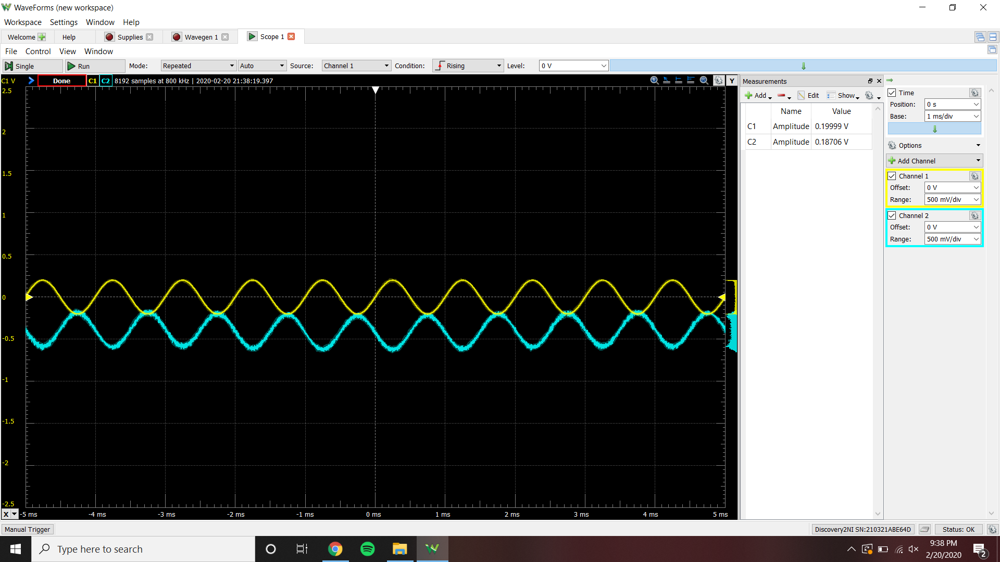 WaveForms (new workspace)
Workspace Settings Window Help
Welcome Help Supplies Wavegen 1 Scope 1
File Control View Window
Single Run Mode: Repeated Auto Source: Channel 1 Condition: Rising Level: 0 V
C1 V Done C1 C2 8192 samples at 800 kHz | 2020-02-20 21:38:19.397 Y
2.5
2
1.5
1
0.5
0
-0.5
-1
-1.5
-2
-2.5
X -5 ms -4 ms -3 ms -2 ms -1 ms 0 ms 1 ms 2 ms 3 ms 4 ms 5 ms
Measurements
Add Edit Show
Name Value
C1 Amplitude 0.19999 V
C2 Amplitude 0.18706 V
Time
Position: 0 s
Base: 1 ms/div
Options
Add Channel
Channel 1
Offset: 0 V
Range: 500 mV/div
Channel 2
Offset: 0 V
Range: 500 mV/div
Manual Trigger Discovery2NI SN:210321ABE64D Status: OK
Type here to search
9:38 PM
2/20/2020
2